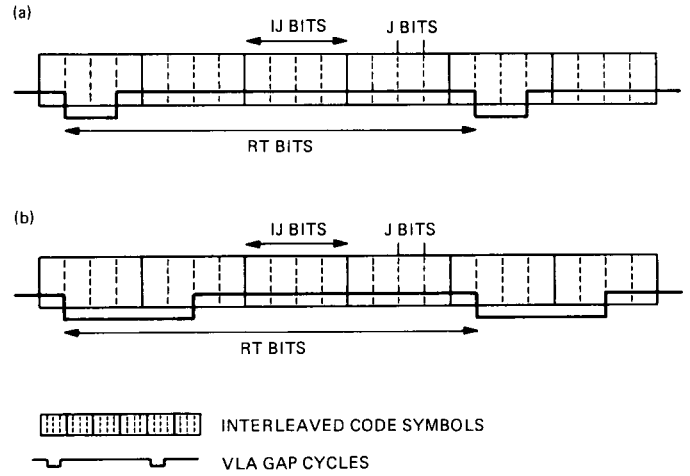 (a)
IJ BITS
J BITS
RT BITS
(b)
IJ BITS
J BITS
RT BITS
INTERLEAVED CODE SYMBOLS
VLA GAP CYCLES